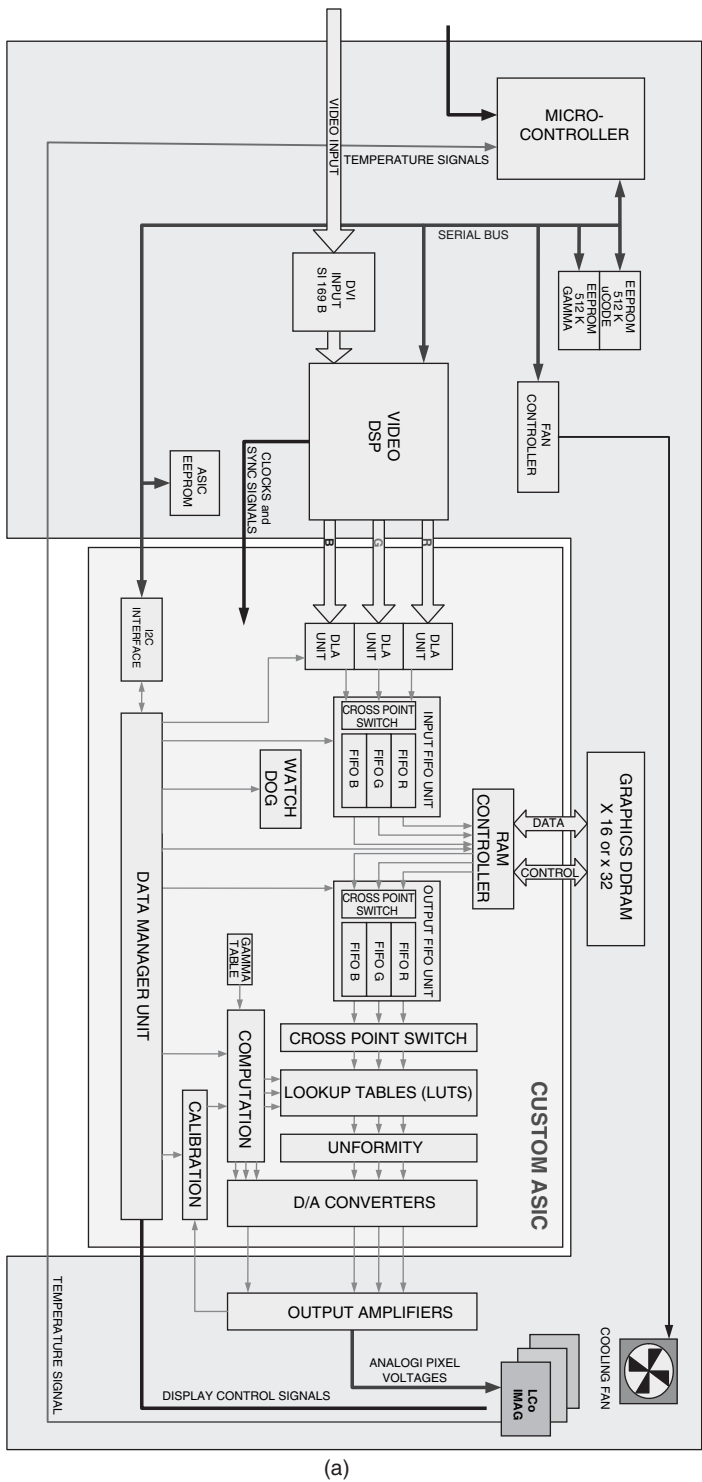 MICRO-
CONTROLLER
VIDEO INPUT
TEMPERATURE SIGNALS
SERIAL BUS
DVI
INPUT
SI 169 B
EEPROM
512 K
uCODE
EEPROM
512 K
GAMMA
FAN
CONTROLLER
VIDEO
DSP
ASIC
EEPROM
CLOCKS and
SYNC SIGNALS
B
G
R
I2C
INTERFACE
DLA
UNIT
DLA
UNIT
DLA
UNIT
CROSS POINT
SWITCH
INPUT FIFO UNIT
FIFO B
FIFO G
FIFO R
WATCH
DOG
RAM
CONTROLLER
DATA
CONTROL
GRAPHICS DDRAM
X 16 or x 32
DATA MANAGER UNIT
CROSS POINT
SWITCH
OUTPUT FIFO UNIT
FIFO B
FIFO G
FIFO R
GAMMA
TABLE
COMPUTATION
CALIBRATION
CROSS POINT SWITCH
LOOKUP TABLES (LUTS)
UNFORMITY
D/A CONVERTERS
CUSTOM ASIC
OUTPUT AMPLIFIERS
TEMPERATURE SIGNAL
ANALOGI PIXEL
VOLTAGES
DISPLAY CONTROL SIGNALS
LCo
IMAG
COOLING FAN
(a)